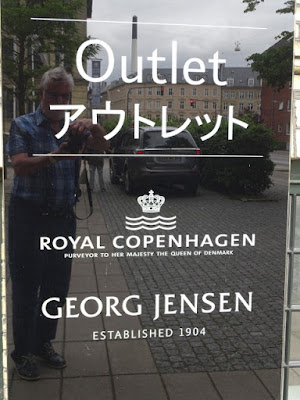 Outlet
アウトレット
ROYAL COPENHAGEN
PURVEYOR TO HER MAJESTY THE QUEEN OF DENMARK
GEORG JENSEN
ESTABLISHED 1904